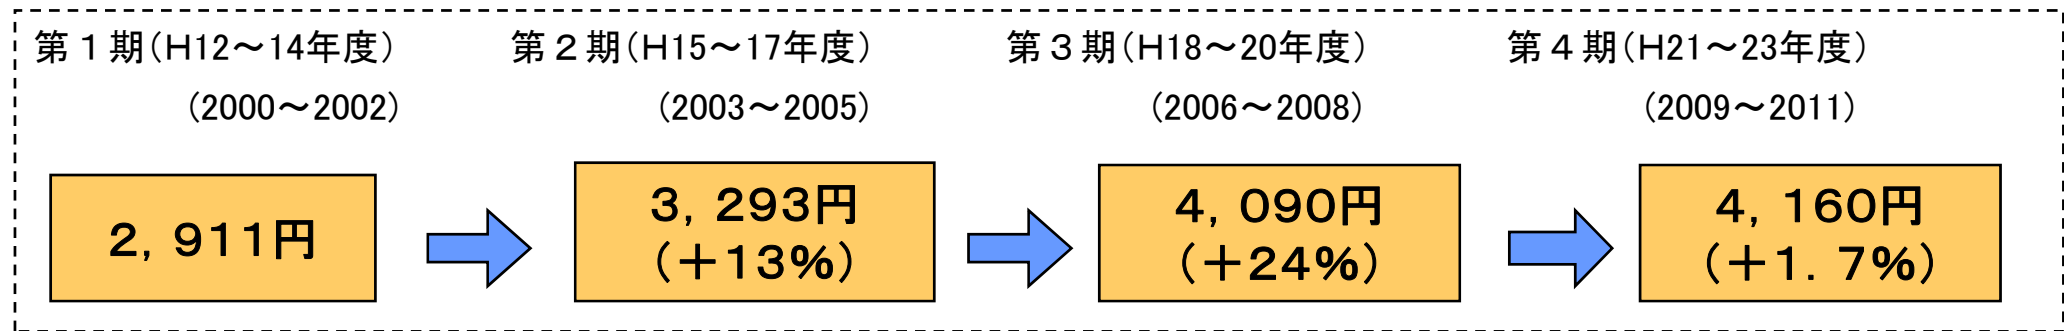 第１期（H12～14年度）
（2000～2002）
２，９１１円
第２期（H15～17年度）
（2003～2005）
３，２９３円
（＋１３％）
第３期（H18～20年度）
（2006～2008）
４，０９０円
（＋２４％）
第４期（H21～23年度）
（2009～2011）
４，１６０円
（＋１．７％）